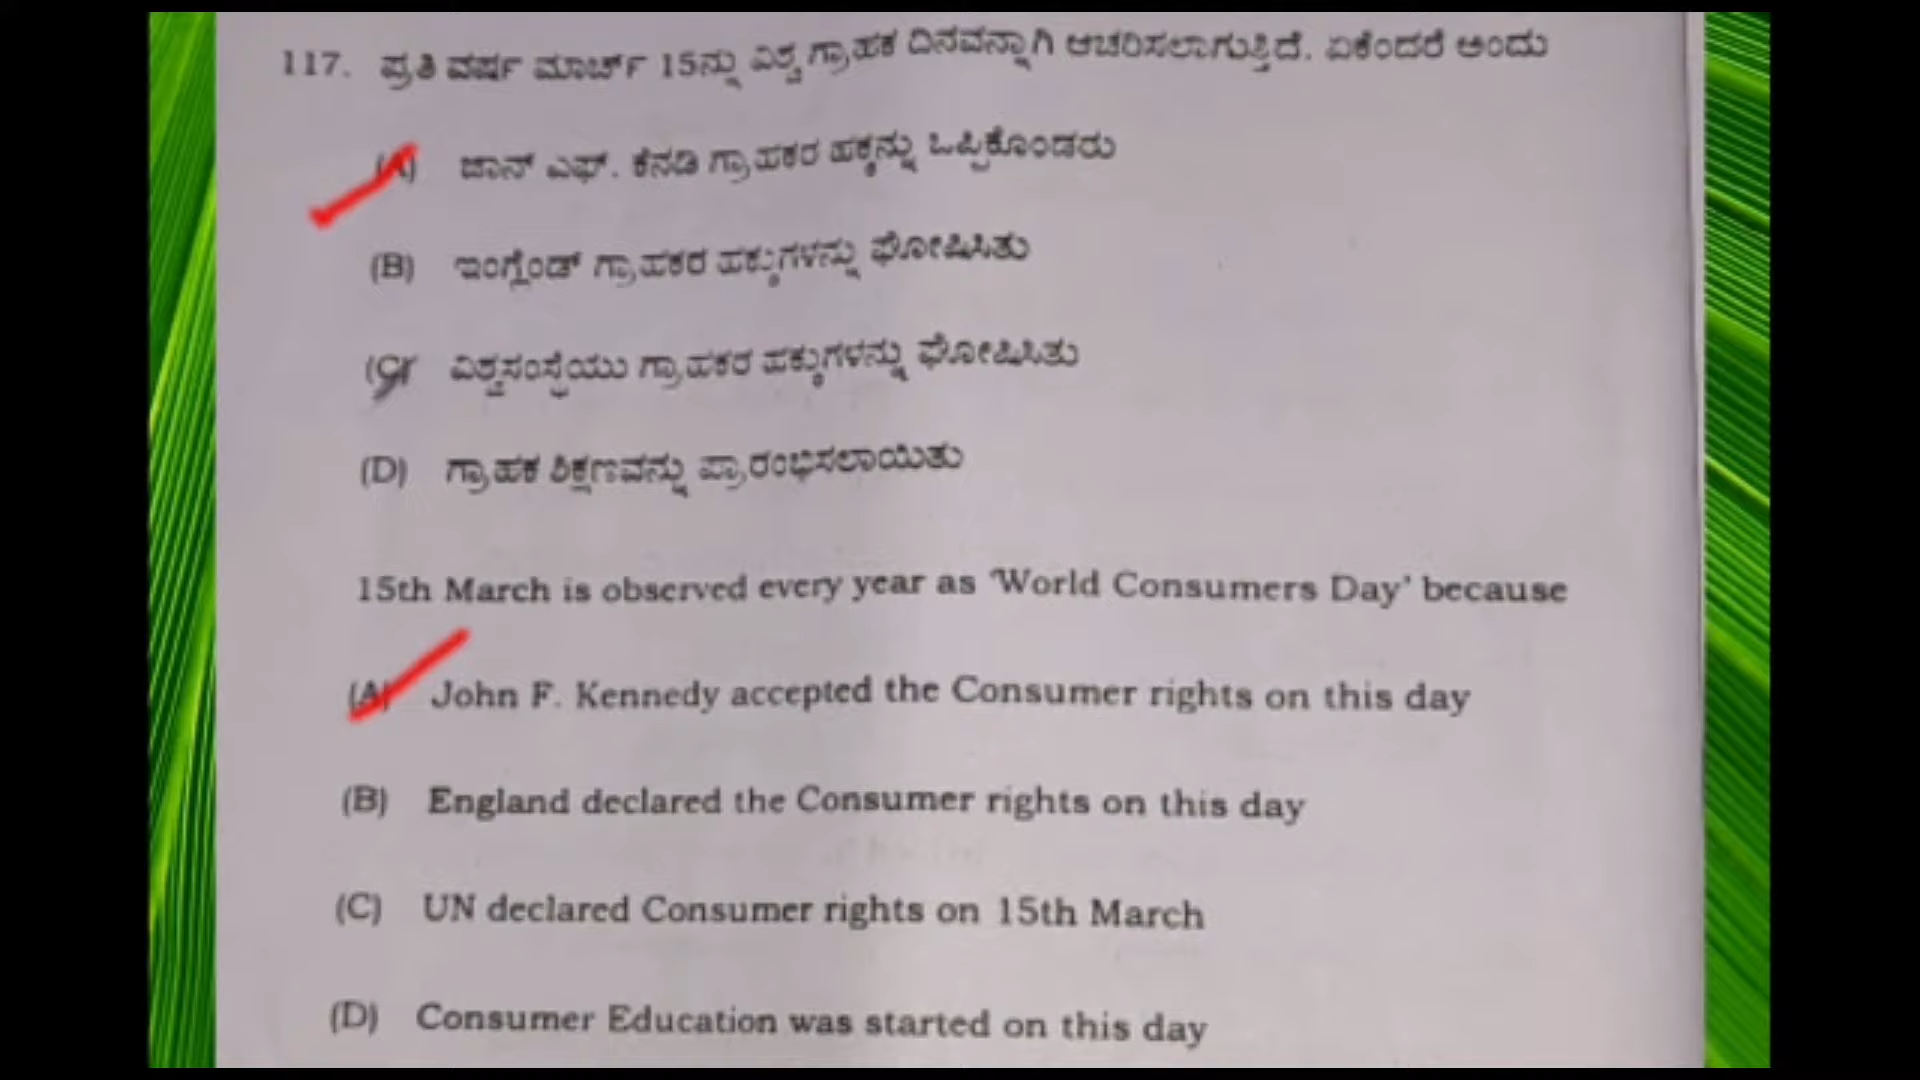 117. ಪ್ರತಿ ವರ್ಷ ಮಾರ್ಚ್ 15ನ್ನು ವಿಶ್ವ ಗ್ರಾಹಕ ದಿನವನ್ನಾಗಿ ಆಚರಿಸಲಾಗುತ್ತಿದೆ. ಏಕೆಂದರೆ ಅಂದು
(A) ಜಾನ್ ಎಫ್. ಕೆನಡಿ ಗ್ರಾಹಕರ ಹಕ್ಕನ್ನು ಒಪ್ಪಿಕೊಂಡರು
(B) ಇಂಗ್ಲೆಂಡ್ ಗ್ರಾಹಕರ ಹಕ್ಕುಗಳನ್ನು ಘೋಷಿಸಿತು
(C) ವಿಶ್ವಸಂಸ್ಥೆಯು ಗ್ರಾಹಕರ ಹಕ್ಕುಗಳನ್ನು ಘೋಷಿಸಿತು
(D) ಗ್ರಾಹಕ ಶಿಕ್ಷಣವನ್ನು ಪ್ರಾರಂಭಿಸಲಾಯಿತು
15th March is observed every year as 'World Consumers Day' because
(A) John F. Kennedy accepted the Consumer rights on this day
(B) England declared the Consumer rights on this day
(C) UN declared Consumer rights on 15th March
(D) Consumer Education was started on this day